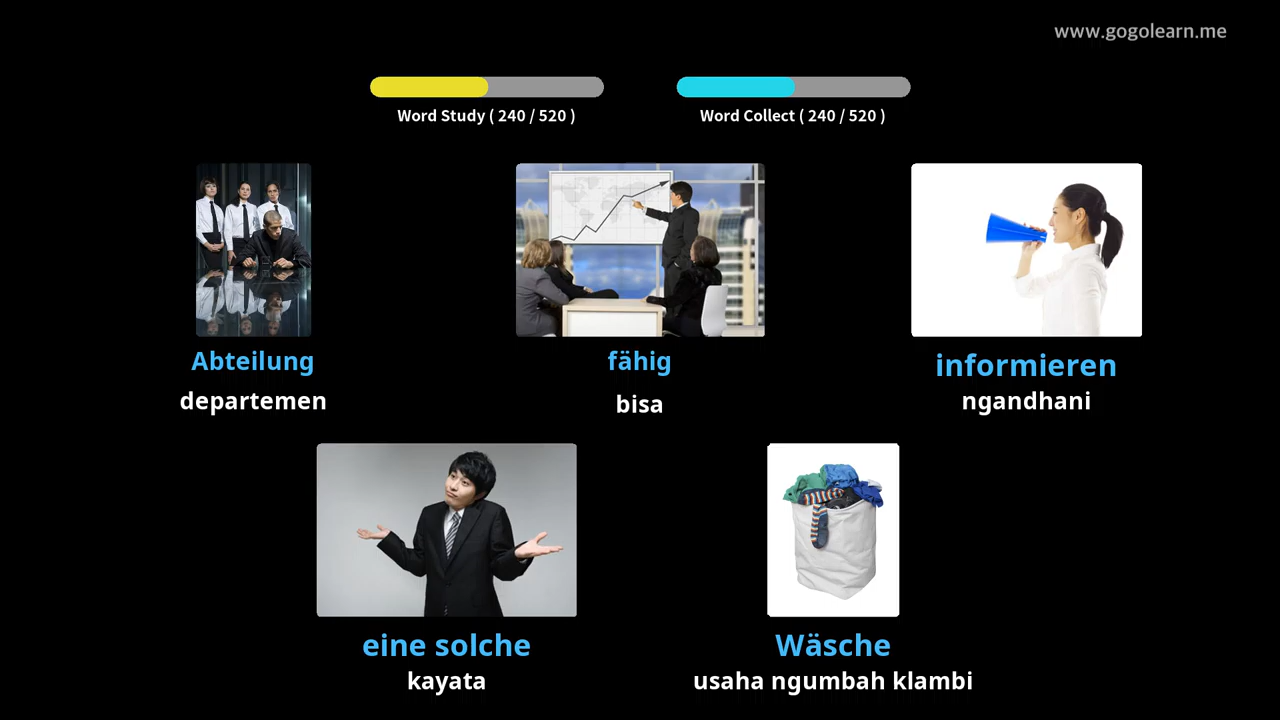 www.gogolearn.me
Word Study ( 240 / 520 )
Word Collect ( 240 / 520 )
Abteilung
departemen
fähig
bisa
informieren
ngandhani
eine solche
kayata
Wäsche
usaha ngumbah klambi